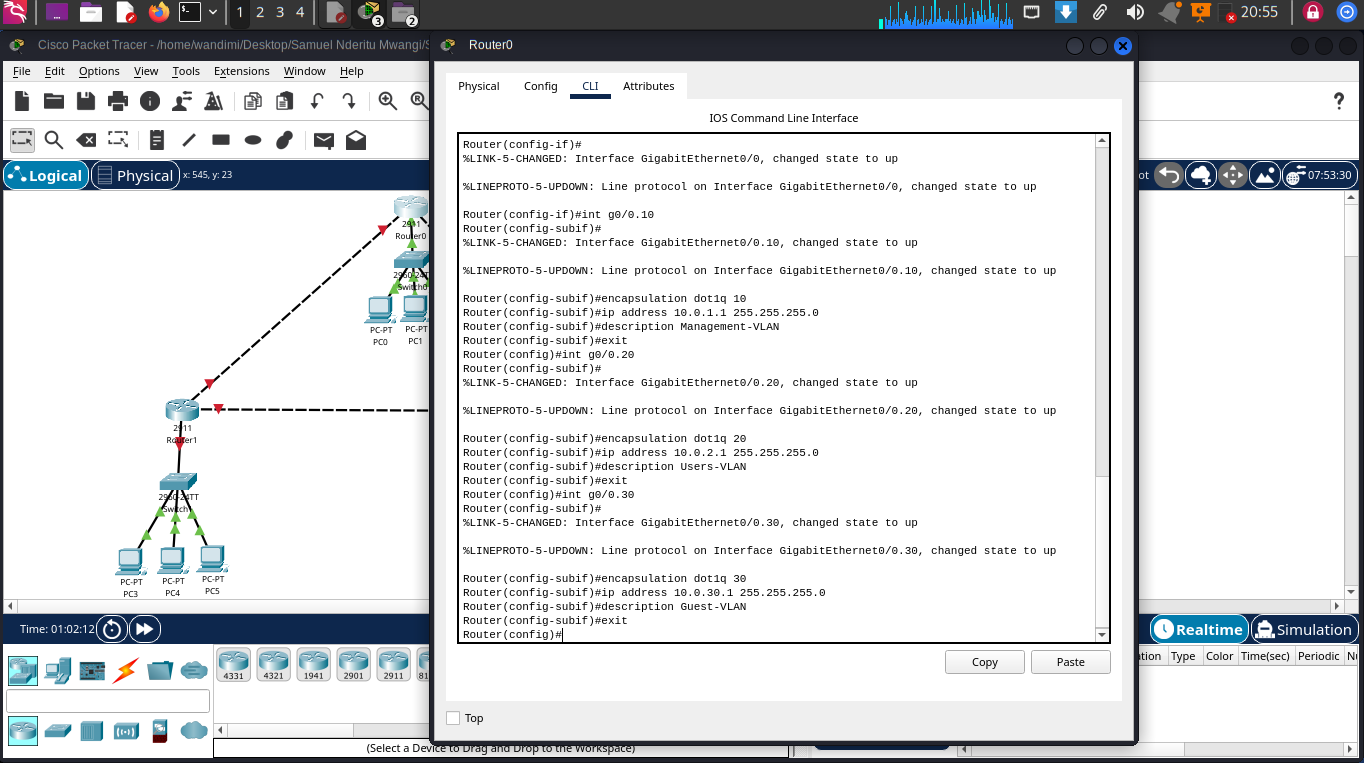 1 2 3 4
3
2
20:55
Cisco Packet Tracer - /home/wandimi/Desktop/Samuel Nderitu Mwangi/S
Router0
File Edit Options View Tools Extensions Window Help
Physical Config CLI Attributes
IOS Command Line Interface
Logical Physical x: 545, y: 23
ot 07:53:30
Router(config-if)#
%LINK-5-CHANGED: Interface GigabitEthernet0/0, changed state to up
%LINEPROTO-5-UPDOWN: Line protocol on Interface GigabitEthernet0/0, changed state to up
Router(config-if)#int g0/0.10
Router(config-subif)#
%LINK-5-CHANGED: Interface GigabitEthernet0/0.10, changed state to up
%LINEPROTO-5-UPDOWN: Line protocol on Interface GigabitEthernet0/0.10, changed state to up
Router(config-subif)#encapsulation dot1q 10
Router(config-subif)#ip address 10.0.1.1 255.255.255.0
Router(config-subif)#description Management-VLAN
Router(config-subif)#exit
Router(config)#int g0/0.20
Router(config-subif)#
%LINK-5-CHANGED: Interface GigabitEthernet0/0.20, changed state to up
%LINEPROTO-5-UPDOWN: Line protocol on Interface GigabitEthernet0/0.20, changed state to up
Router(config-subif)#encapsulation dot1q 20
Router(config-subif)#ip address 10.0.2.1 255.255.255.0
Router(config-subif)#description Users-VLAN
Router(config-subif)#exit
Router(config)#int g0/0.30
Router(config-subif)#
%LINK-5-CHANGED: Interface GigabitEthernet0/0.30, changed state to up
%LINEPROTO-5-UPDOWN: Line protocol on Interface GigabitEthernet0/0.30, changed state to up
Router(config-subif)#encapsulation dot1q 30
Router(config-subif)#ip address 10.0.30.1 255.255.255.0
Router(config-subif)#description Guest-VLAN
Router(config-subif)#exit
Router(config)#
2911
Router0
2960-24T
Switch0
PC-PT
PC0
PC-PT
PC1
2911
Router1
2960-24TT
Switch
PC-PT
PC3
PC-PT
PC4
PC-PT
PC5
Time: 01:02:12
Realtime Simulation
4331 4321 1941 2901 2911 81
Copy Paste
ation Type Color Time(sec) Periodic Nu
Top
(Select a Device to Drag and Drop to the Workspace)